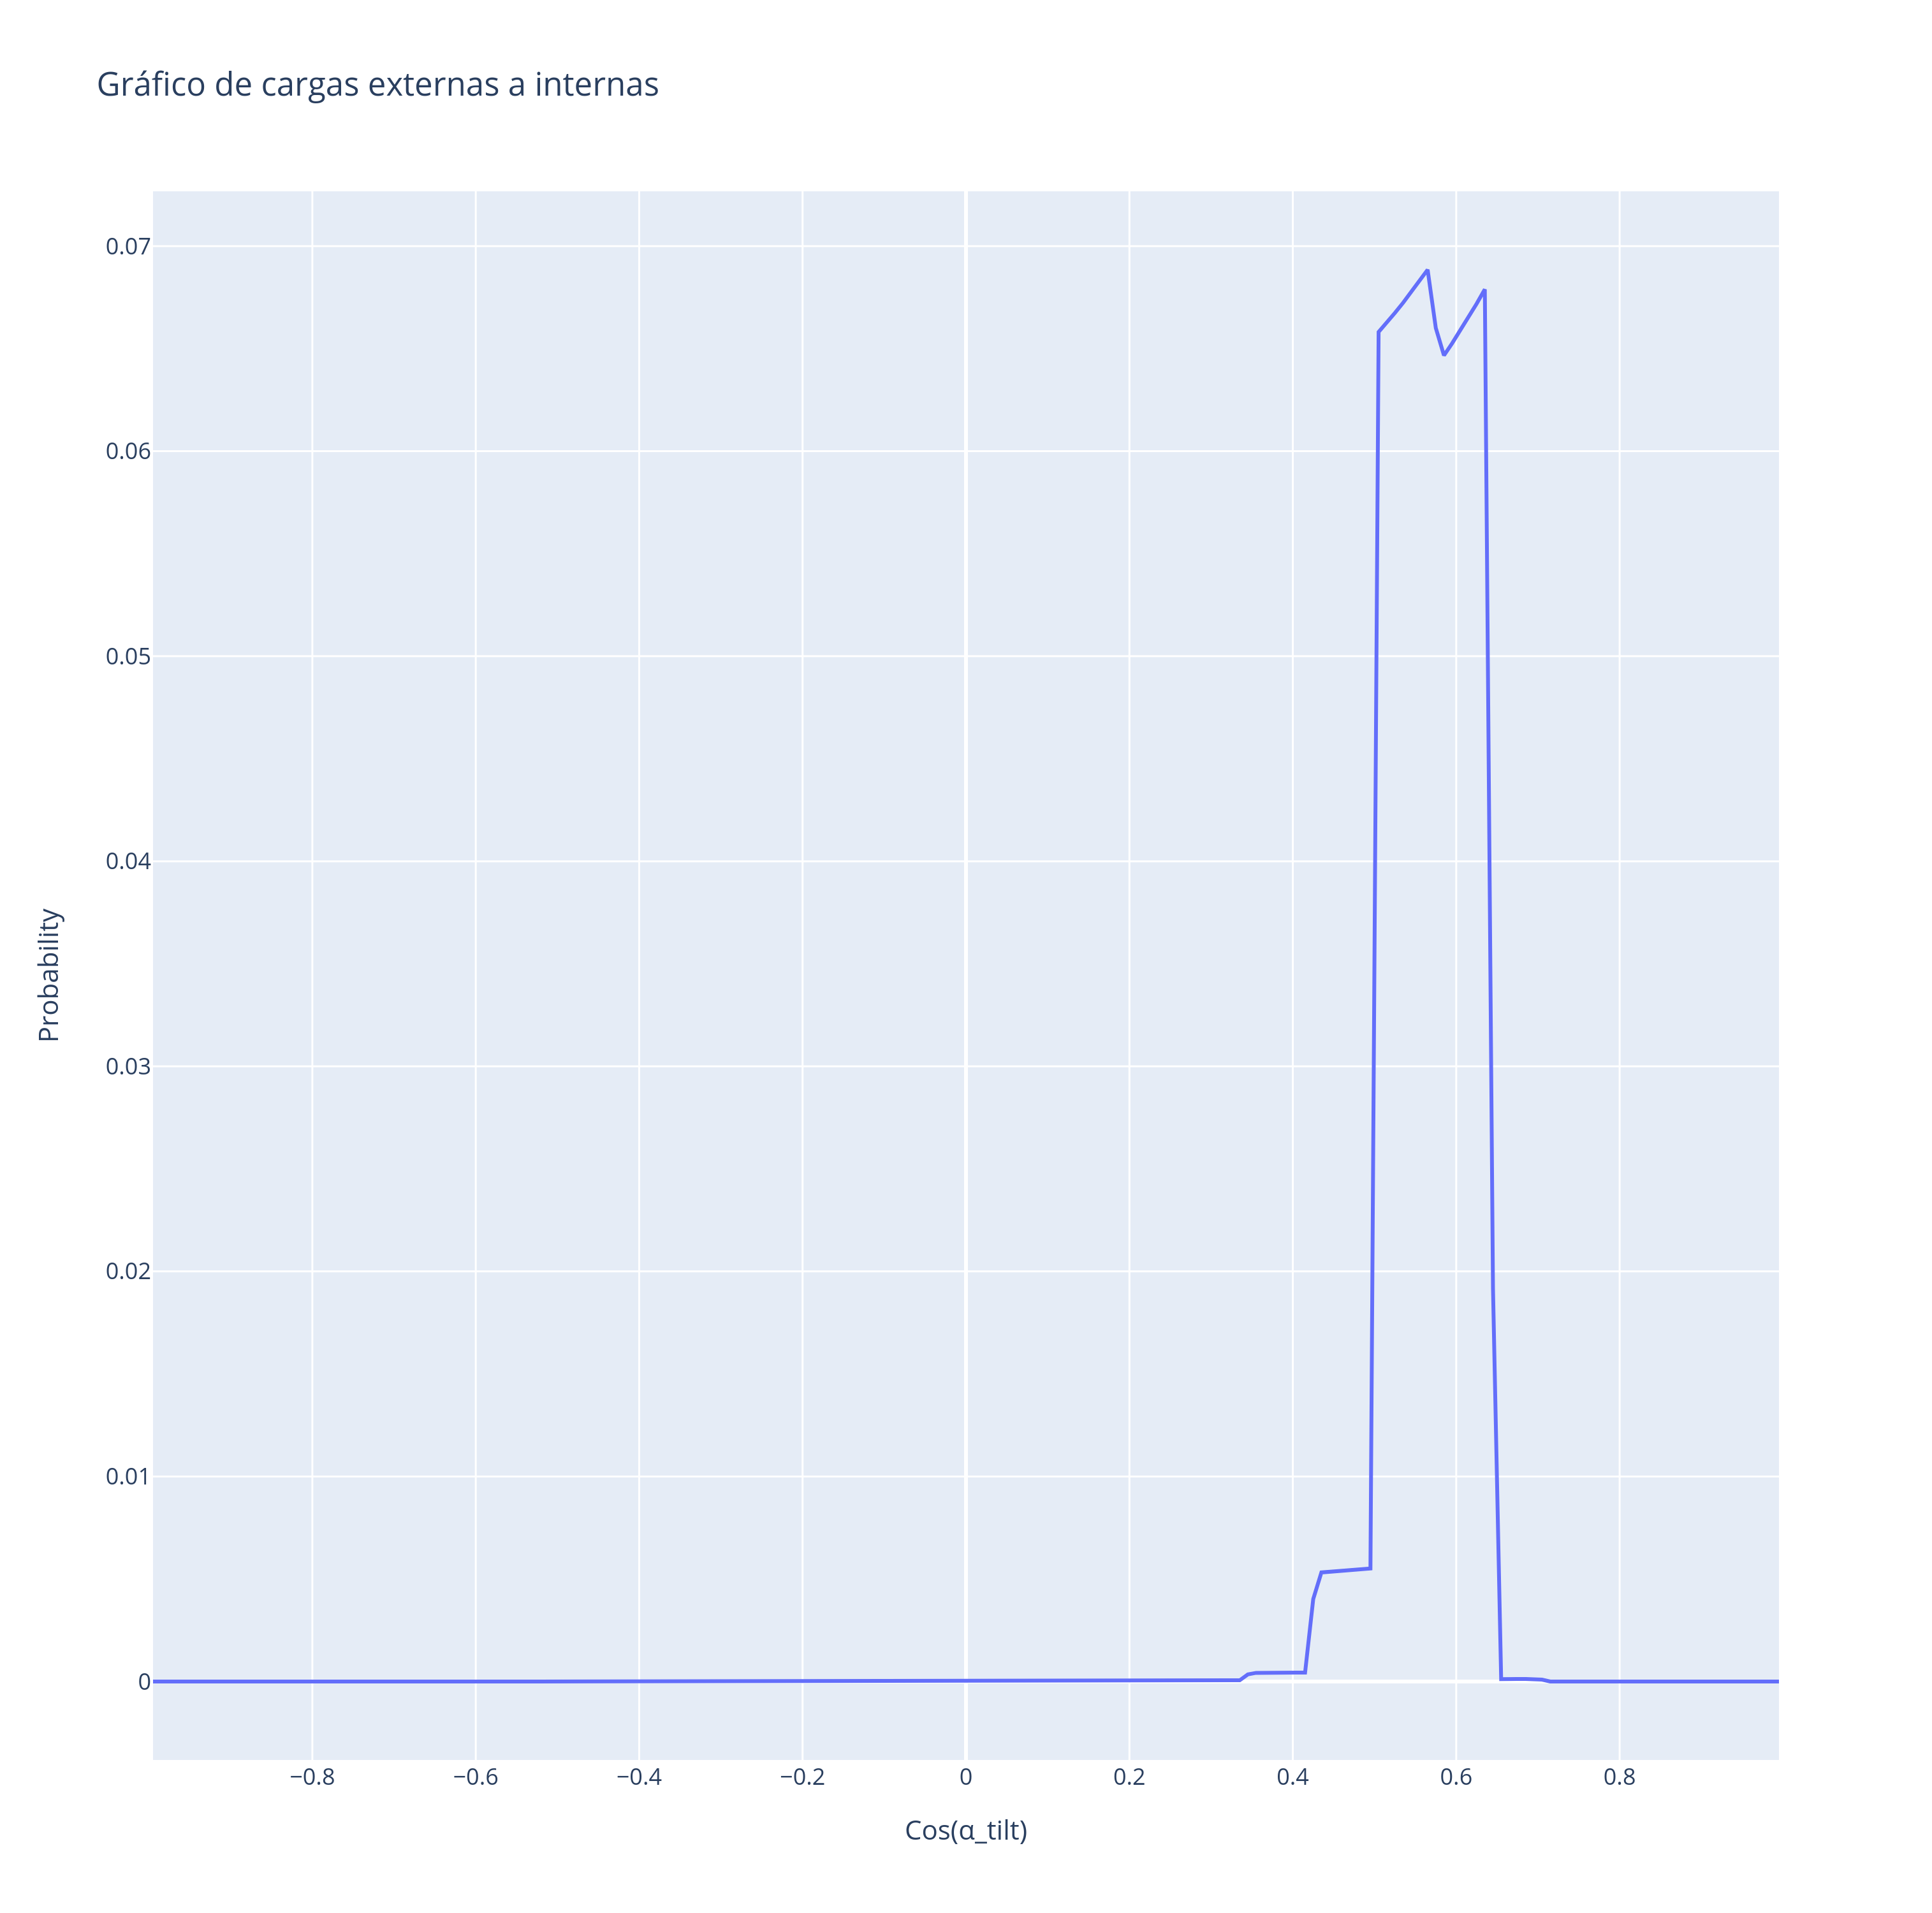 Gráfico de cargas externas a internas
0.07
0.06
0.05
0.04
0.03
0.02
0.01
0
Probability
−0.8 −0.6 −0.4 −0.2 0 0.2 0.4 0.6 0.8
Cos(α_tilt)